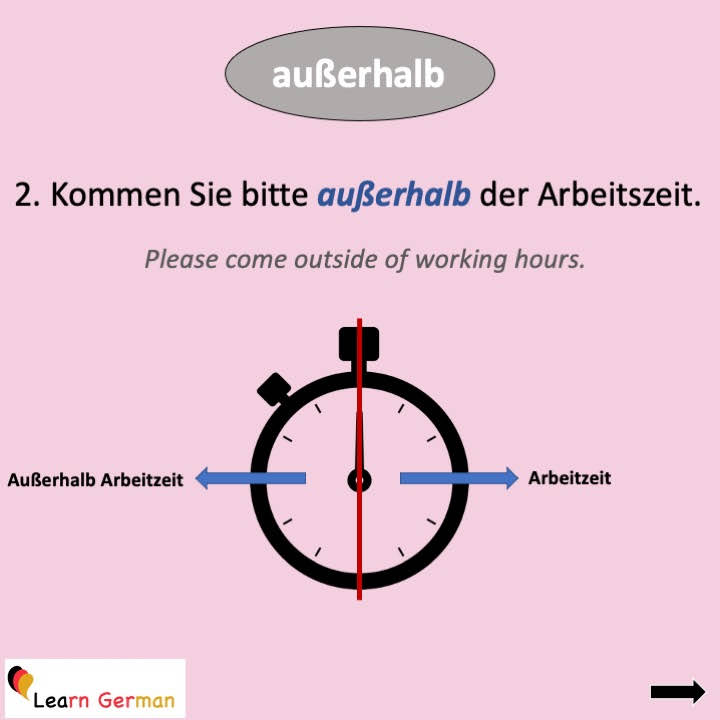 außerhalb
2. Kommen Sie bitte außerhalb der Arbeitszeit.
Please come outside of working hours.
Außerhalb Arbeitzeit
Arbeitzeit
Learn German